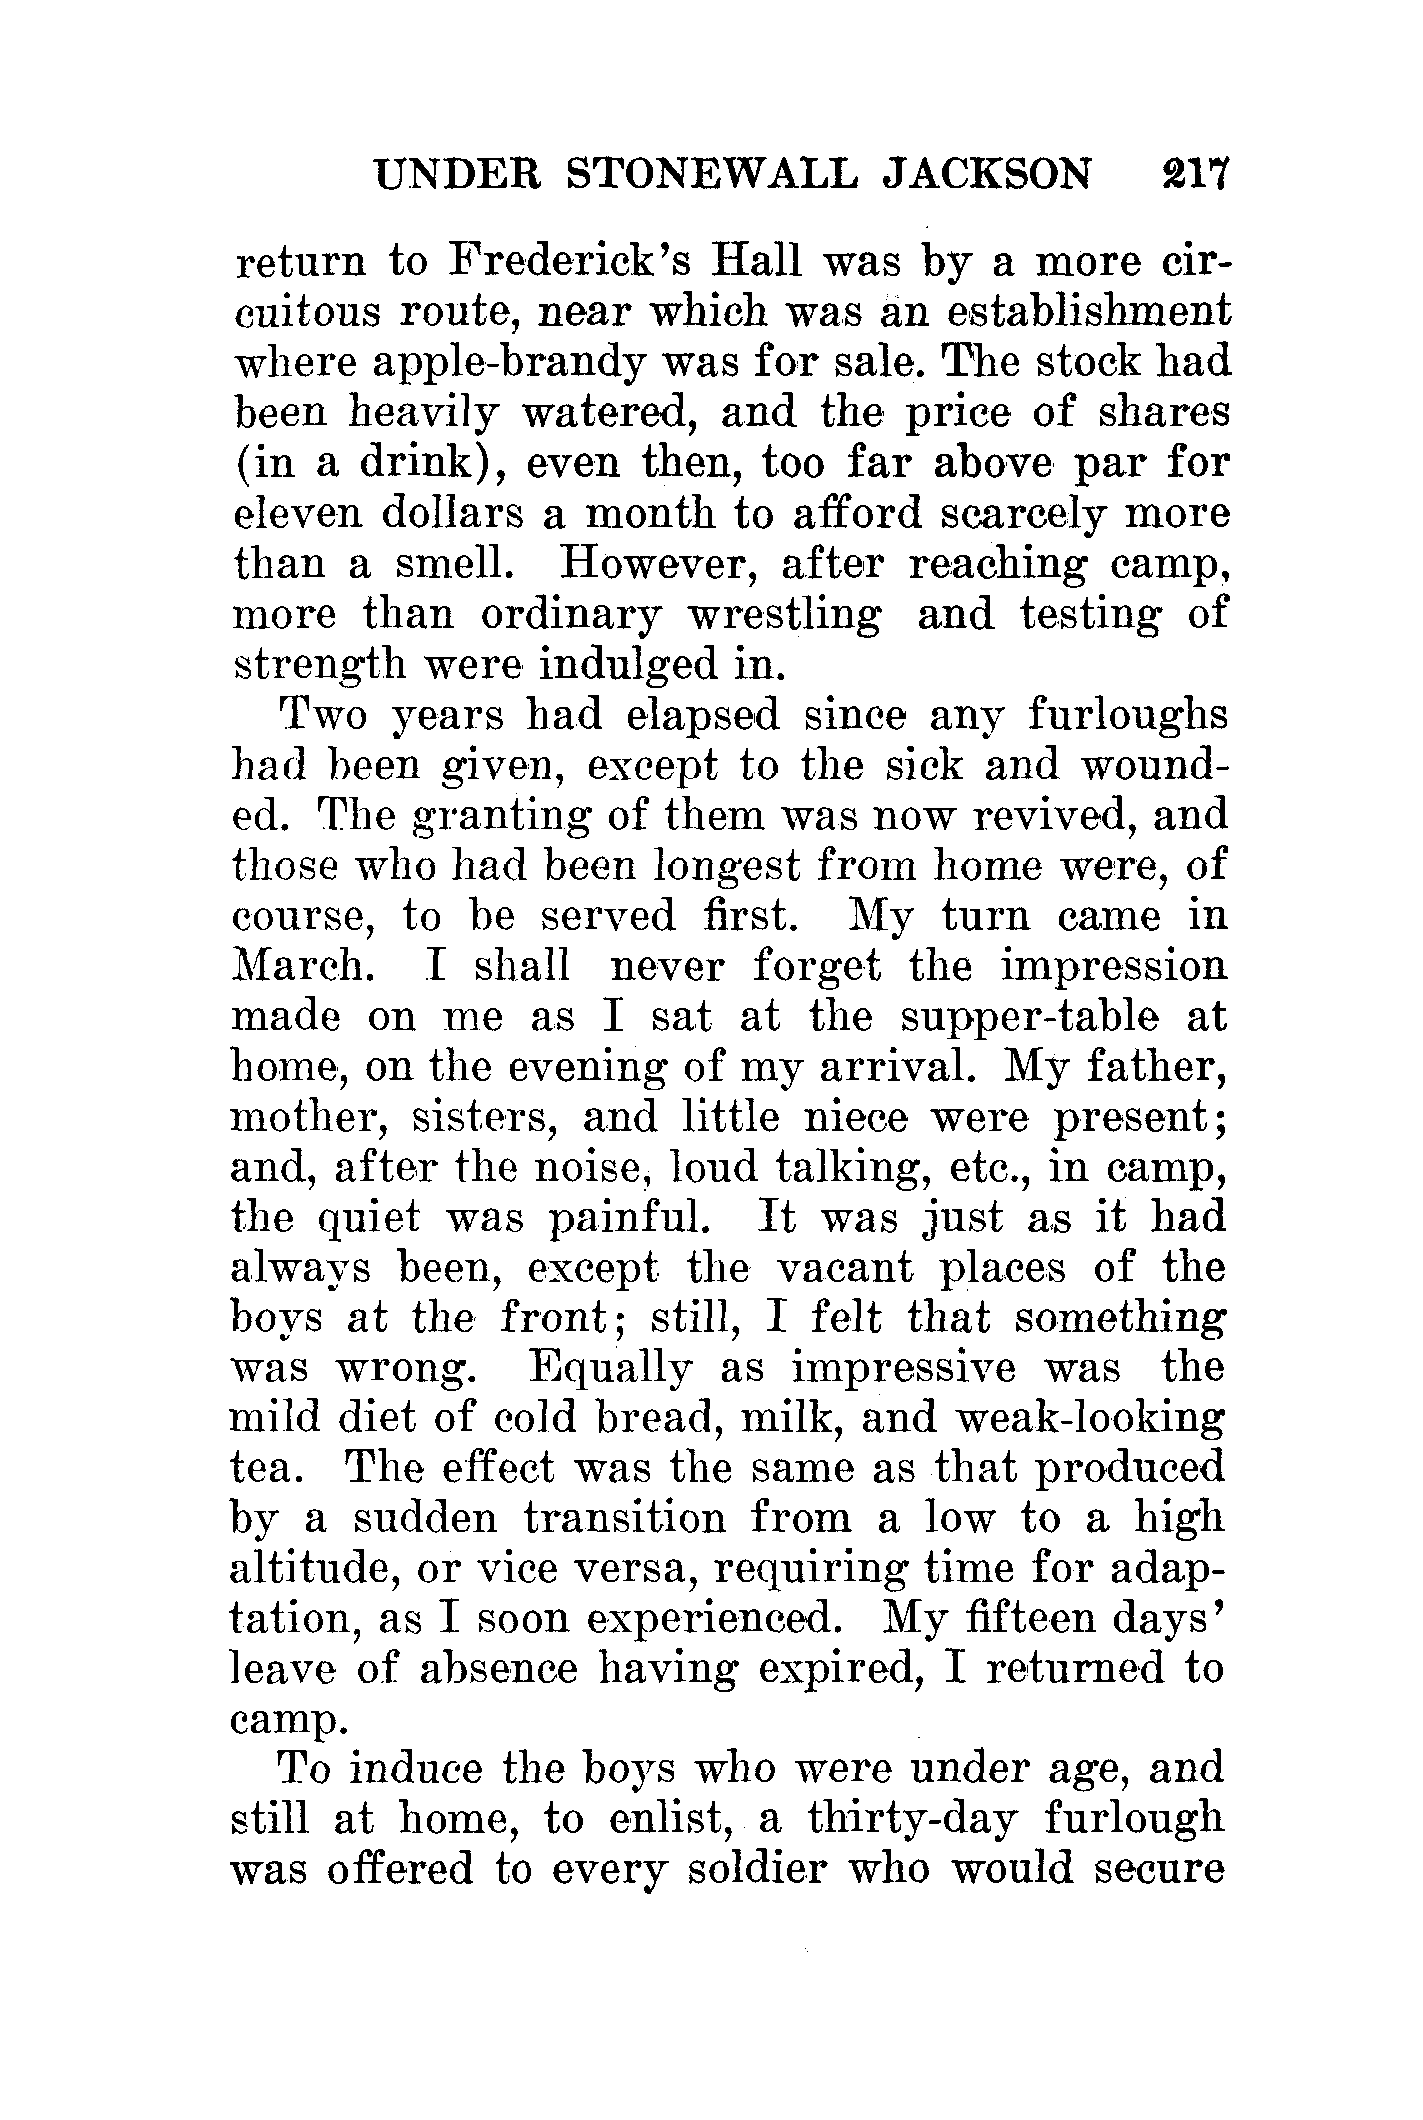 UNDER STONEWALL JACKSON 217
return to Frederick's Hall was by a more cir-
cuitous route, near which was an establishment
where apple-brandy was for sale. The stock had
been heavily watered, and the price of shares
(in a drink), even then, too far above par for
eleven dollars a month to afford scarcely more
than a smell. However, after reaching camp,
more than ordinary wrestling and testing of
strength were indulged in.
Two years had elapsed since any furloughs
had been given, except to the sick and wound-
ed. The granting of them was now revived, and
those who had been longest from home were, of
course, to be served first. My turn came in
March. I shall never forget the impression
made on me as I sat at the supper-table at
home, on the evening of my arrival. My father,
mother, sisters, and little niece were present;
and, after the noise, loud talking, etc., in camp,
the quiet was painful. It was just as it had
always been, except the vacant places of the
boys at the front; still, I felt that something
was wrong. Equally as impressive was the
mild diet of cold bread, milk, and weak-looking
tea. The effect was the same as that produced
by a sudden transition from a low to a high
altitude, or vice versa, requiring time for adap-
tation, as I soon experienced. My fifteen days'
leave of absence having expired, I returned to
camp.
To induce the boys who were under age, and
still at home, to enlist, a thirty-day furlough
was offered to every soldier who would secure